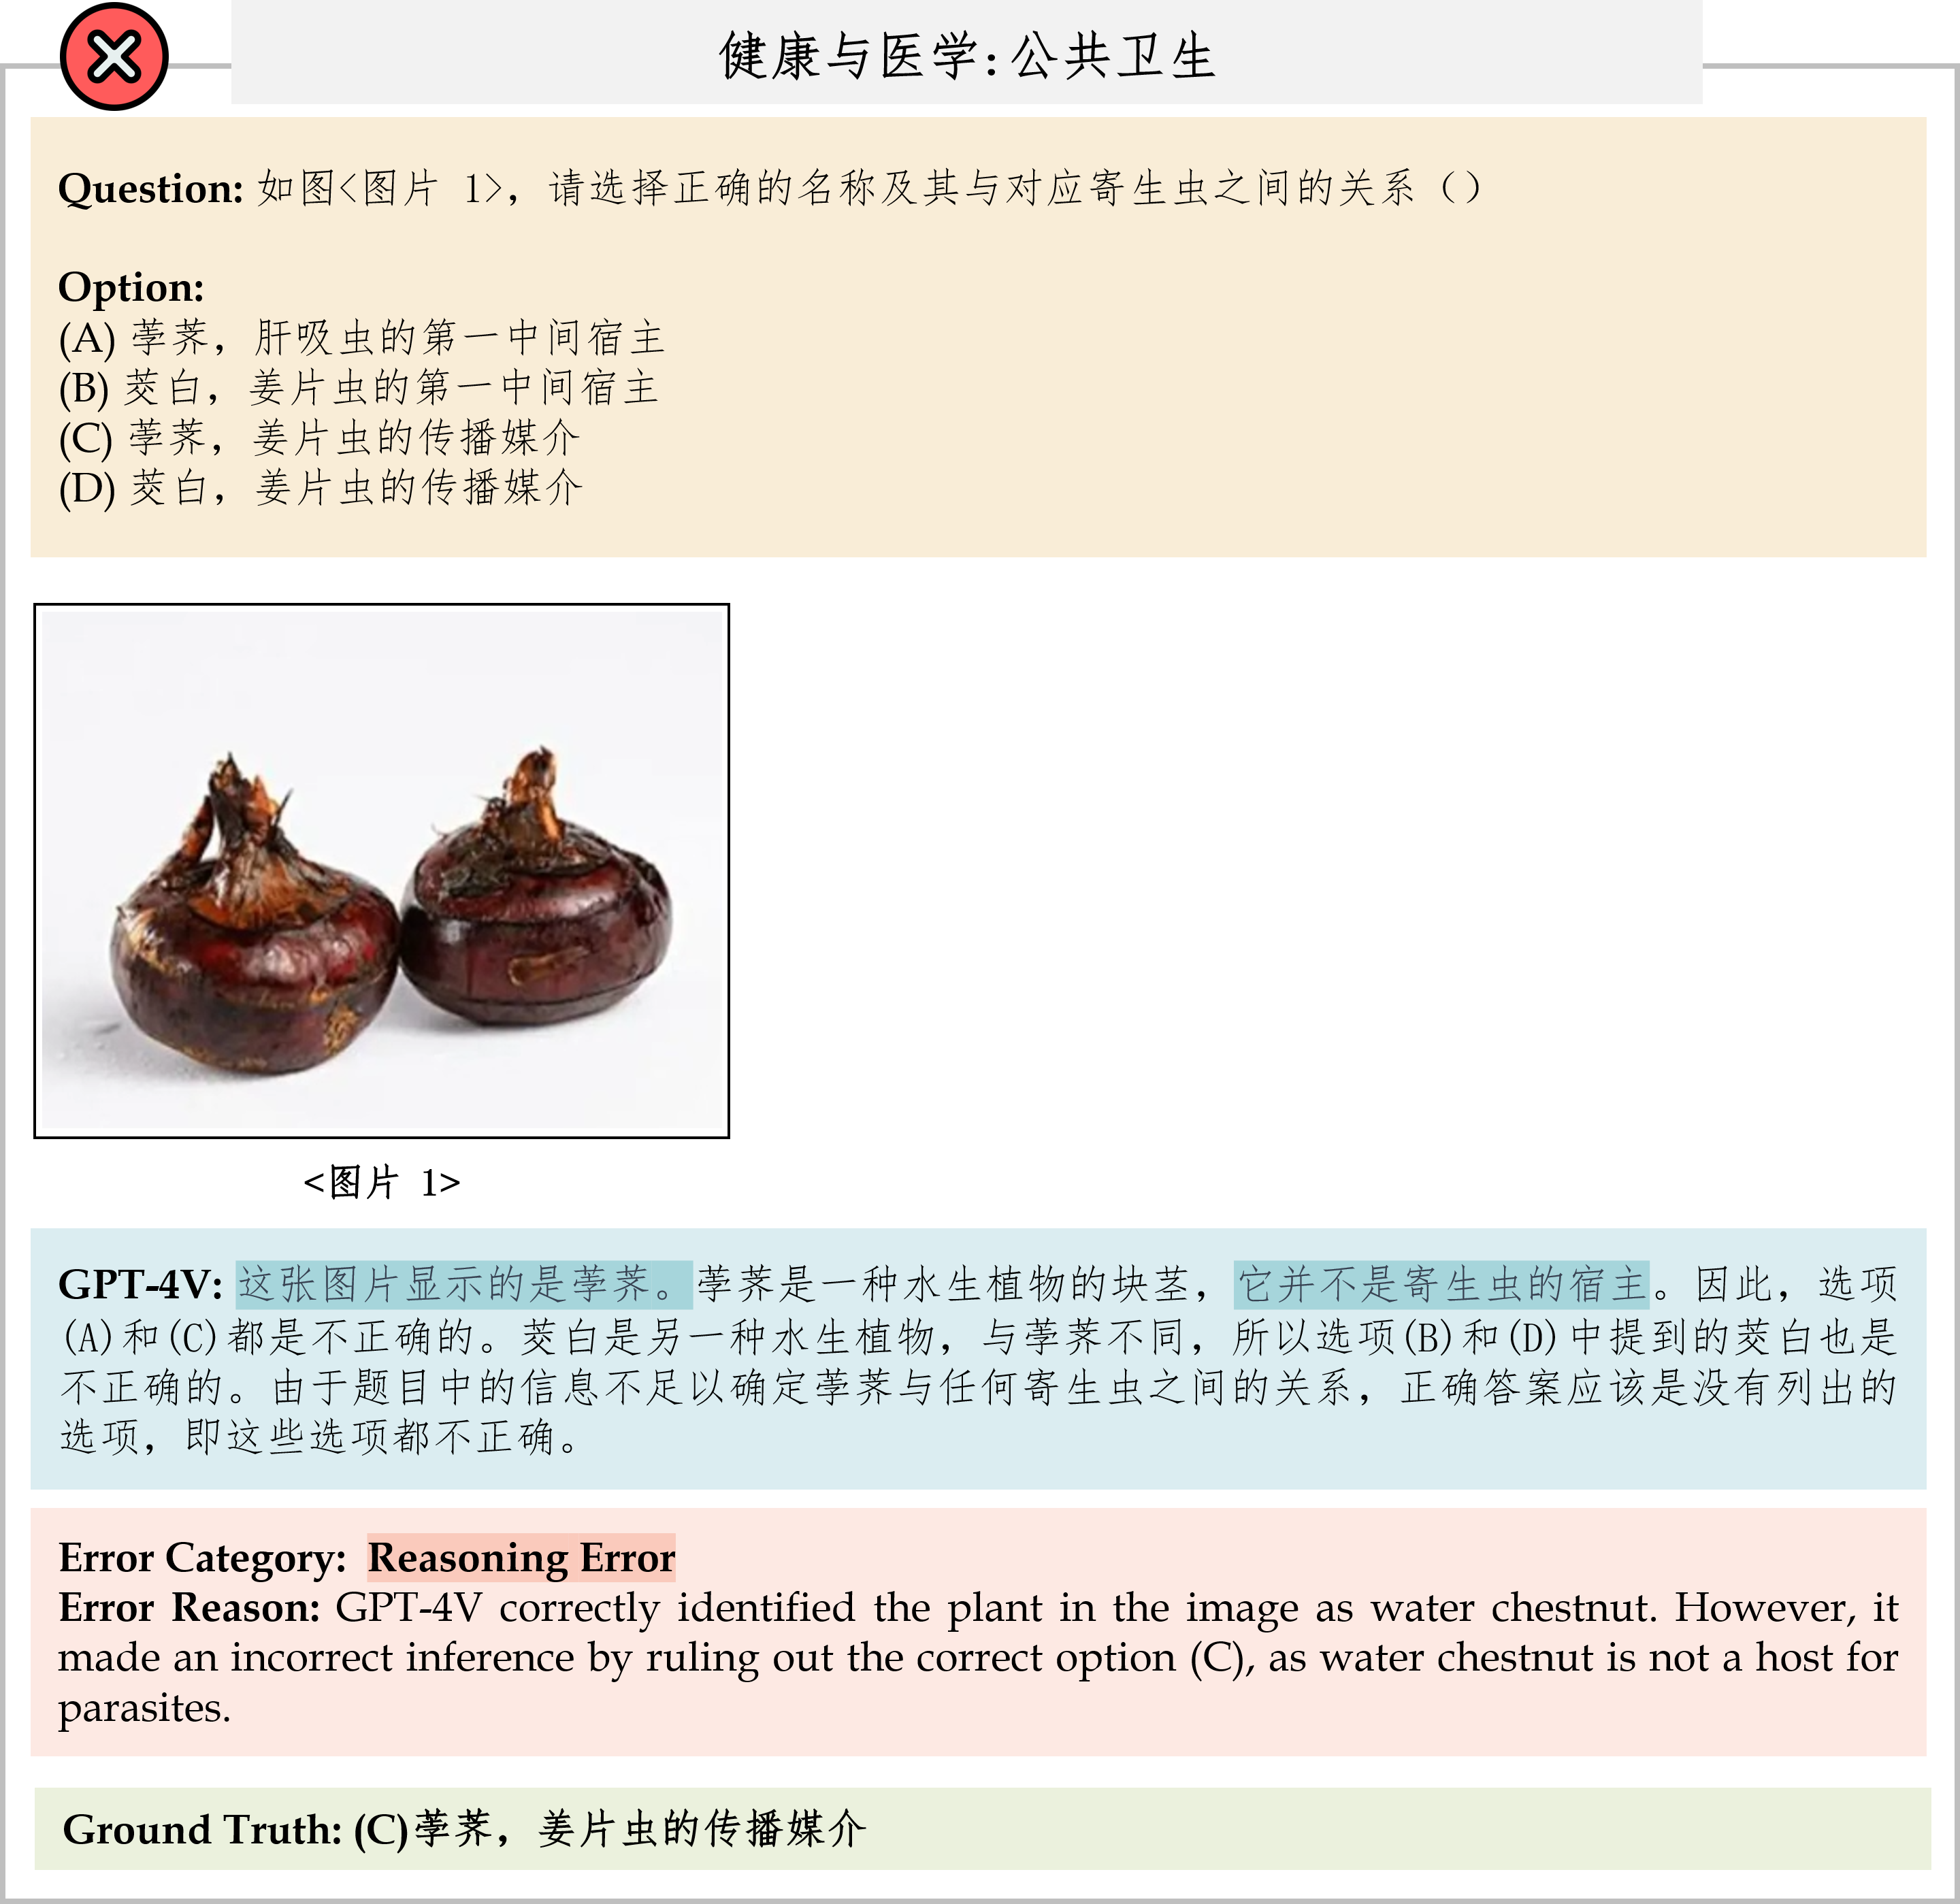 健康与医学:公共卫生
Question: 如图<图片 1>，请选择正确的名称及其与对应寄生虫之间的关系（）
Option:
(A) 荸荠，肝吸虫的第一中间宿主
(B) 茭白，姜片虫的第一中间宿主
(C) 荸荠，姜片虫的传播媒介
(D) 茭白，姜片虫的传播媒介
<图片 1>
GPT-4V: 这张图片显示的是荸荠。荸荠是一种水生植物的块茎，它并不是寄生虫的宿主。因此，选项
(A)和(C)都是不正确的。茭白是另一种水生植物，与荸荠不同，所以选项(B)和(D)中提到的茭白也是
不正确的。由于题目中的信息不足以确定荸荠与任何寄生虫之间的关系，正确答案应该是没有列出的
选项，即这些选项都不正确。
Error Category: Reasoning Error
Error Reason: GPT-4V correctly identified the plant in the image as water chestnut. However, it
made an incorrect inference by ruling out the correct option (C), as water chestnut is not a host for
parasites.
Ground Truth: (C)荸荠，姜片虫的传播媒介